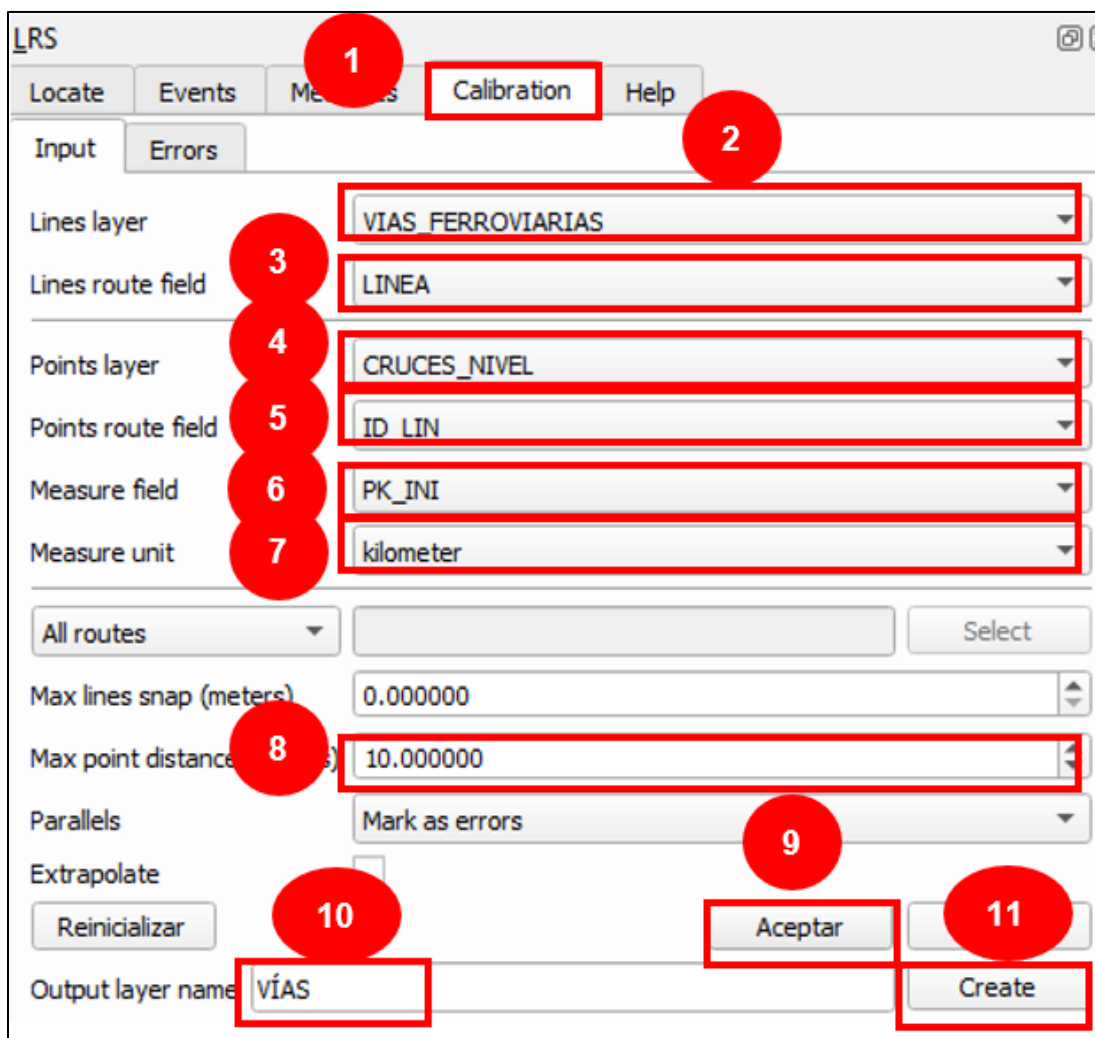 LRS
1
Locate Events Calibration Help
Input Errors
2
Lines layer VIAS_FERROVIARIAS
3
Lines route field LINEA
4
Points layer CRUCES_NIVEL
5
Points route field ID_LIN
6
Measure field PK_INI
7
Measure unit kilometer
All routes Select
Max lines snap (meters) 0.000000
8
Max point distance 10.000000
Parallels Mark as errors
9
Extrapolate
10
11
Reinicializar Aceptar
Output layer name VÍAS Create